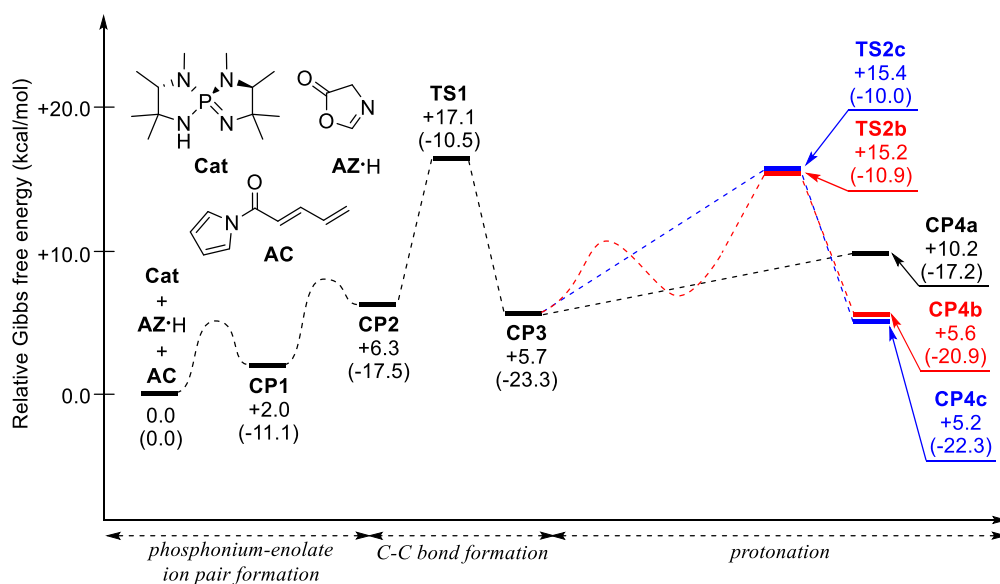 Relative Gibbs free energy (kcal/mol)
+20.0
+10.0
0.0
N
N
P
N
H
N
Cat
O
O
N
AZ·H
O
N
AC
Cat
+
AZ·H
+
AC
0.0
(0.0)
CP1
+2.0
(-11.1)
CP2
+6.3
(-17.5)
TS1
+17.1
(-10.5)
CP3
+5.7
(-23.3)
TS2c
+15.4
(-10.0)
TS2b
+15.2
(-10.9)
CP4a
+10.2
(-17.2)
CP4b
+5.6
(-20.9)
CP4c
+5.2
(-22.3)
phosphonium-enolate
ion pair formation
C-C bond formation
protonation